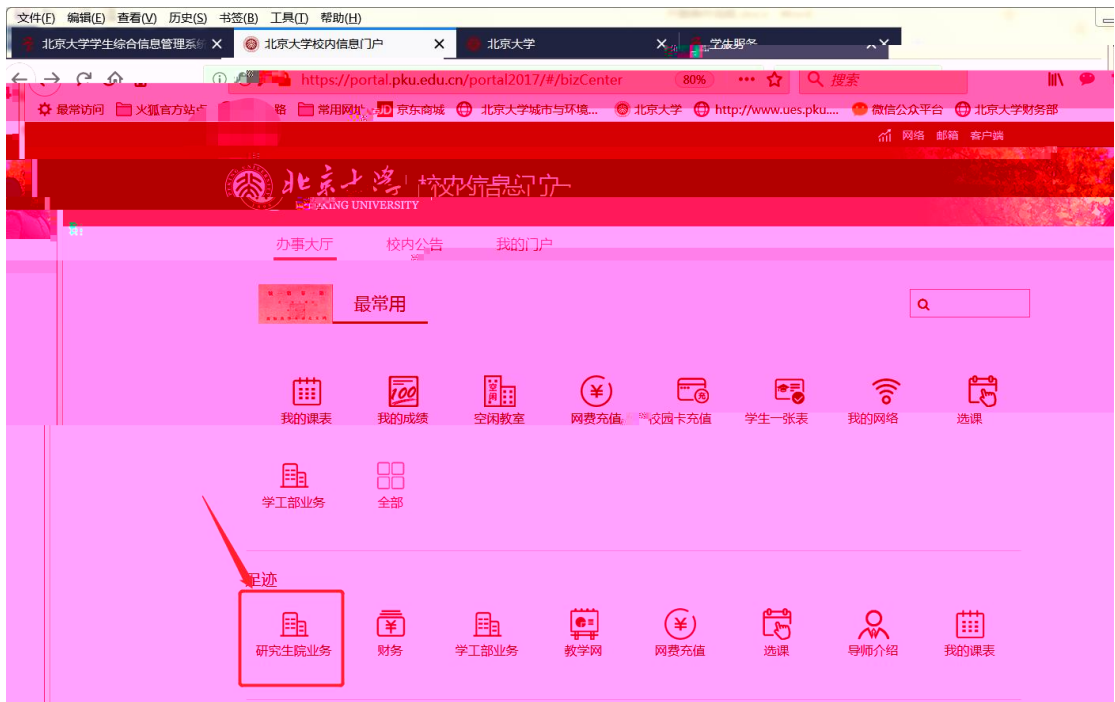 文件(F) 编辑(E) 查看(V) 历史(S) 书签(B) 工具(T) 帮助(H)
北京大学学生综合信息管理系统 北京大学校内信息门户 北京大学 学生服务
https://portal.pku.edu.cn/portal2017/#/bizCenter 80% 搜索
最常访问 火狐官方站点 路 常用网址 JD 京东商城 北京大学城市与环境... 北京大学 http://www.ues.pku.... 微信公众平台 北京大学财务部
网络 邮箱 客户端
北京大学 校内信息门户
UNIVERSITY
办事大厅 校内公告 我的门户
最常用
我的课表 我的成绩 空闲教室 网费充值 校园卡充值 学生一张表 我的网络 选课
学工部业务 全部
足迹
研究生院业务 财务 学工部业务 教学网 网费充值 选课 导师介绍 我的课表